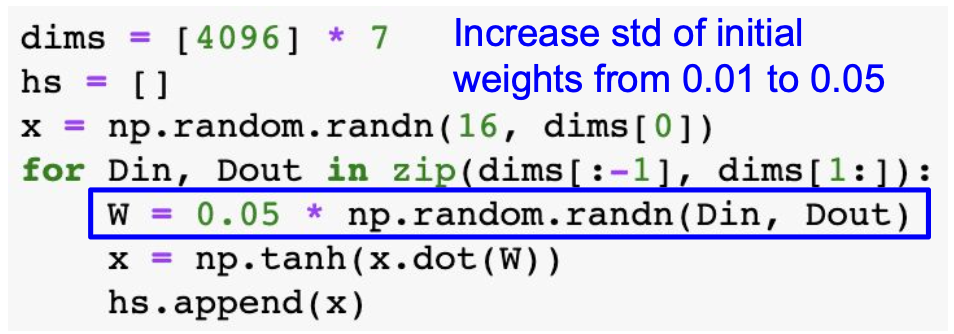 dims = [4096] * 7
hs = []
Increase std of initial
weights from 0.01 to 0.05
x = np.random.randn(16, dims[0])
for Din, Dout in zip(dims[:-1], dims[1:]):
    W = 0.05 * np.random.randn(Din, Dout)
    x = np.tanh(x.dot(W))
    hs.append(x)